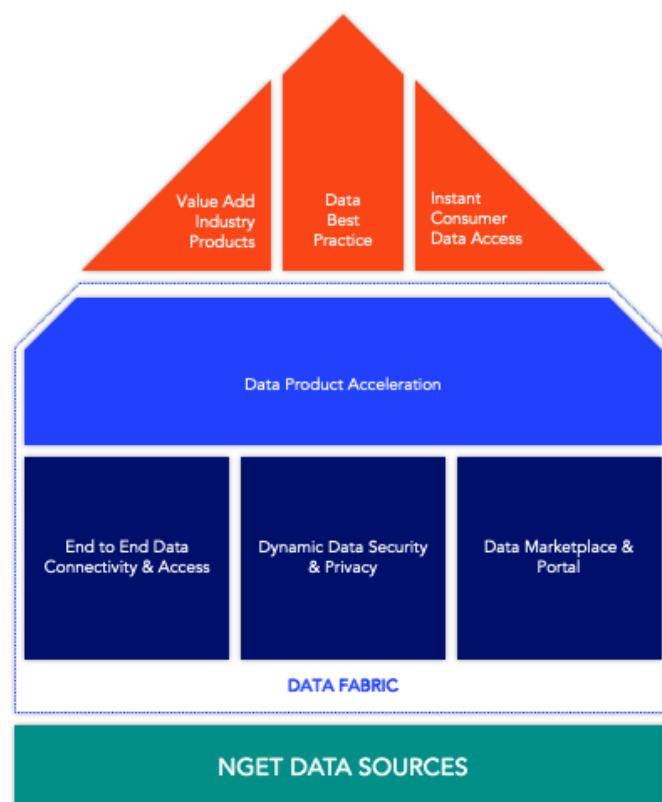 Value Add
Industry
Products
Data
Best
Practice
Instant
Consumer
Data Access
Data Product Acceleration
End to End Data
Connectivity & Access
Dynamic Data Security
& Privacy
Data Marketplace &
Portal
DATA FABRIC
NGET DATA SOURCES